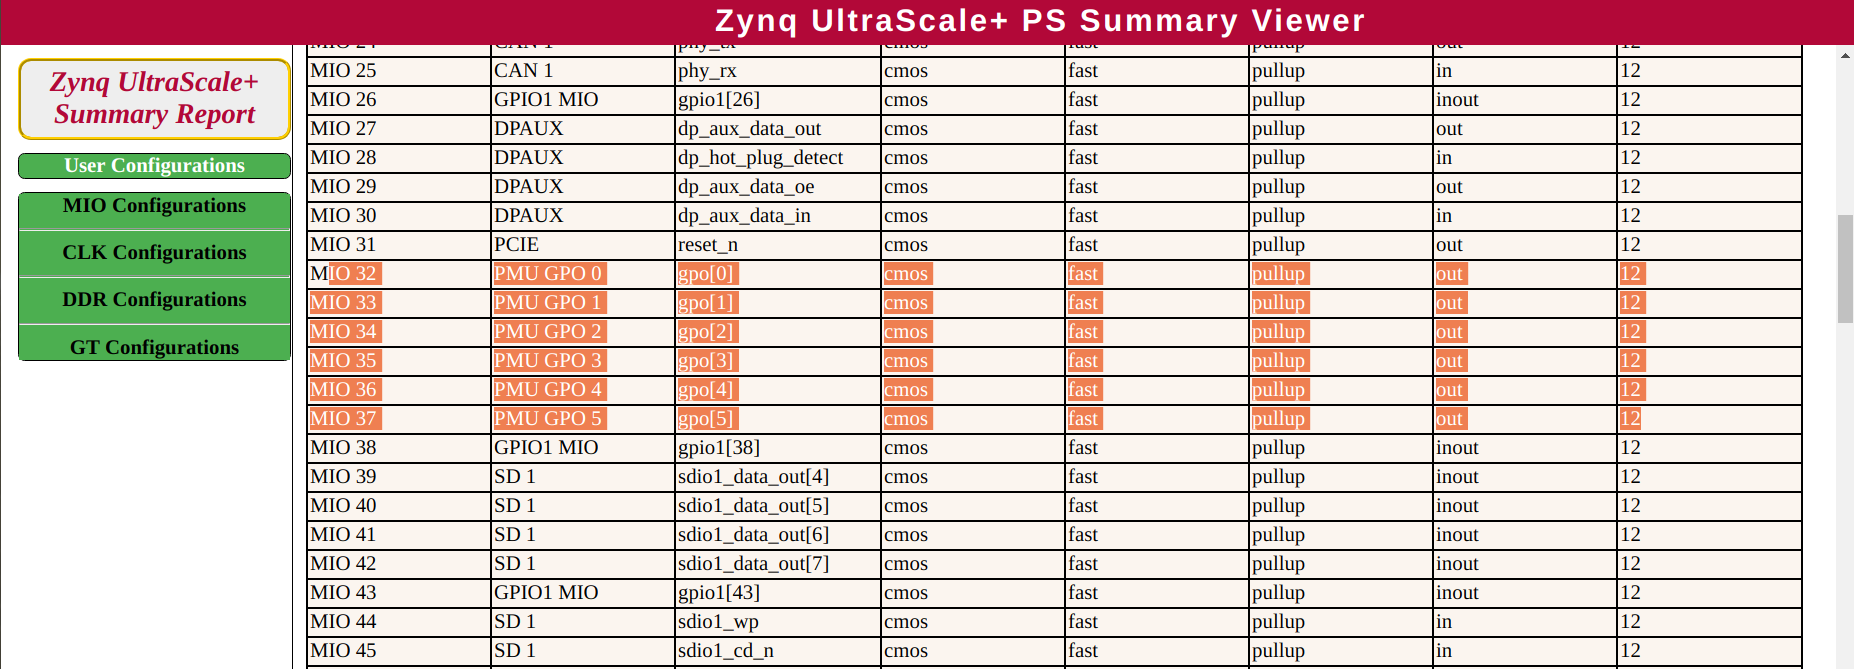 Zynq UltraScale+ PS Summary Viewer
Zynq UltraScale+
Summary Report
User Configurations
MIO Configurations
CLK Configurations
DDR Configurations
GT Configurations
MIO 24 CAN 1 phy_tx cmos fast pullup out 12
MIO 25 CAN 1 phy_rx cmos fast pullup in 12
MIO 26 GPIO1 MIO gpio1[26] cmos fast pullup inout 12
MIO 27 DPAUX dp_aux_data_out cmos fast pullup out 12
MIO 28 DPAUX dp_hot_plug_detect cmos fast pullup in 12
MIO 29 DPAUX dp_aux_data_oe cmos fast pullup out 12
MIO 30 DPAUX dp_aux_data_in cmos fast pullup in 12
MIO 31 PCIE reset_n cmos fast pullup out 12
MIO 32 PMU GPO 0 gpo[0] cmos fast pullup out 12
MIO 33 PMU GPO 1 gpo[1] cmos fast pullup out 12
MIO 34 PMU GPO 2 gpo[2] cmos fast pullup out 12
MIO 35 PMU GPO 3 gpo[3] cmos fast pullup out 12
MIO 36 PMU GPO 4 gpo[4] cmos fast pullup out 12
MIO 37 PMU GPO 5 gpo[5] cmos fast pullup out 12
MIO 38 GPIO1 MIO gpio1[38] cmos fast pullup inout 12
MIO 39 SD 1 sdio1_data_out[4] cmos fast pullup inout 12
MIO 40 SD 1 sdio1_data_out[5] cmos fast pullup inout 12
MIO 41 SD 1 sdio1_data_out[6] cmos fast pullup inout 12
MIO 42 SD 1 sdio1_data_out[7] cmos fast pullup inout 12
MIO 43 GPIO1 MIO gpio1[43] cmos fast pullup inout 12
MIO 44 SD 1 sdio1_wp cmos fast pullup in 12
MIO 45 SD 1 sdio1_cd_n cmos fast pullup in 12